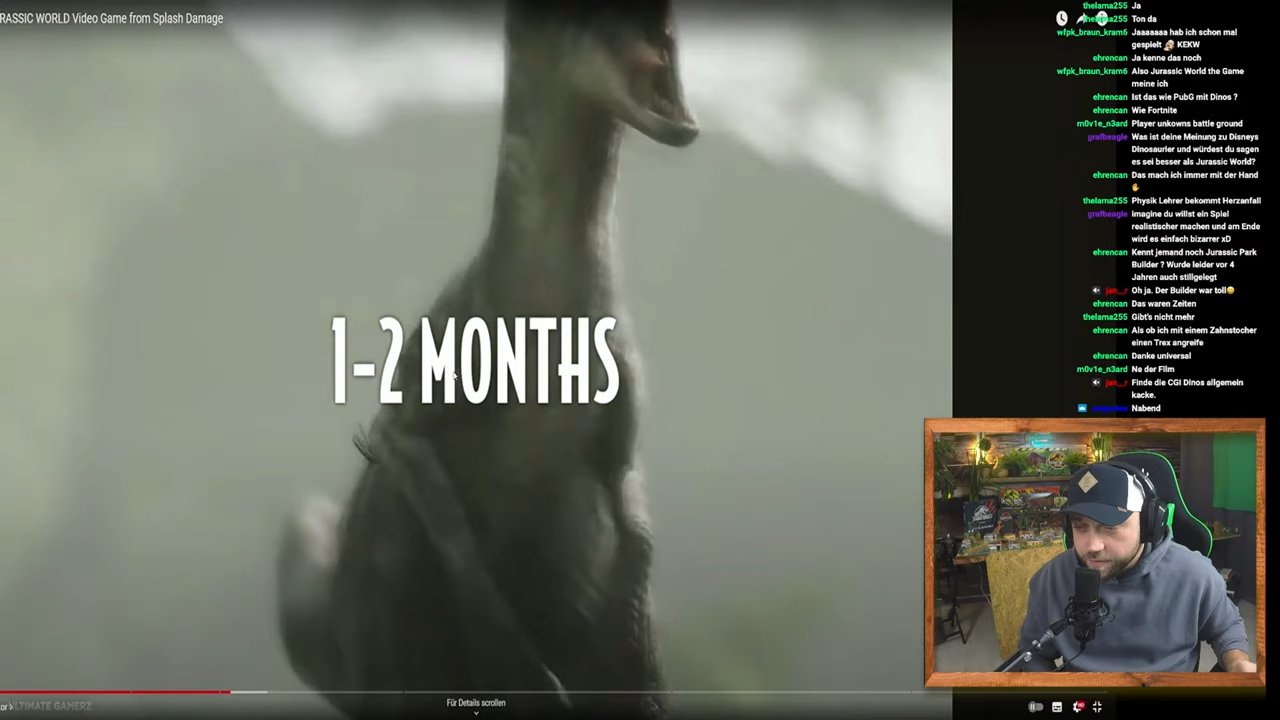 RASSIC WORLD Video Game from Splash Damage
1-2 MONTHS
Für Details scrollen
ULTIMATE GAMERZ
thelama255 Ja
thelama255 Ton da
wfpk_braun_kram6 Jaaaaaaa hab ich schon mal
gespielt KEKW
ehrencan Ja kenne das noch
wfpk_braun_kram6 Also Jurassic World the Game
meine ich
ehrencan Ist das wie PubG mit Dinos ?
ehrencan Wie Fortnite
m0v1e_n3ard Player unkowns battle ground
grafbeagle Was ist deine Meinung zu Disneys
Dinosaurier und würdest du sagen
es sei besser als Jurassic World?
ehrencan Das mach ich immer mit der Hand
thelama255 Physik Lehrer bekommt Herzanfall
grafbeagle imagine du willst ein Spiel
realistischer machen und am Ende
wird es einfach bizarrer xD
ehrencan Kennt jemand noch Jurassic Park
Builder ? Wurde leider vor 4
Jahren auch stillgelegt
jan__r Oh ja. Der Builder war toll
ehrencan Das waren Zeiten
thelama255 Gibt's nicht mehr
ehrencan Als ob ich mit einem Zahnstocher
einen Trex angreife
ehrencan Danke universal
m0v1e_n3ard Ne der Film
jan__r Finde die CGI Dinos allgemein
kacke.
Nabend